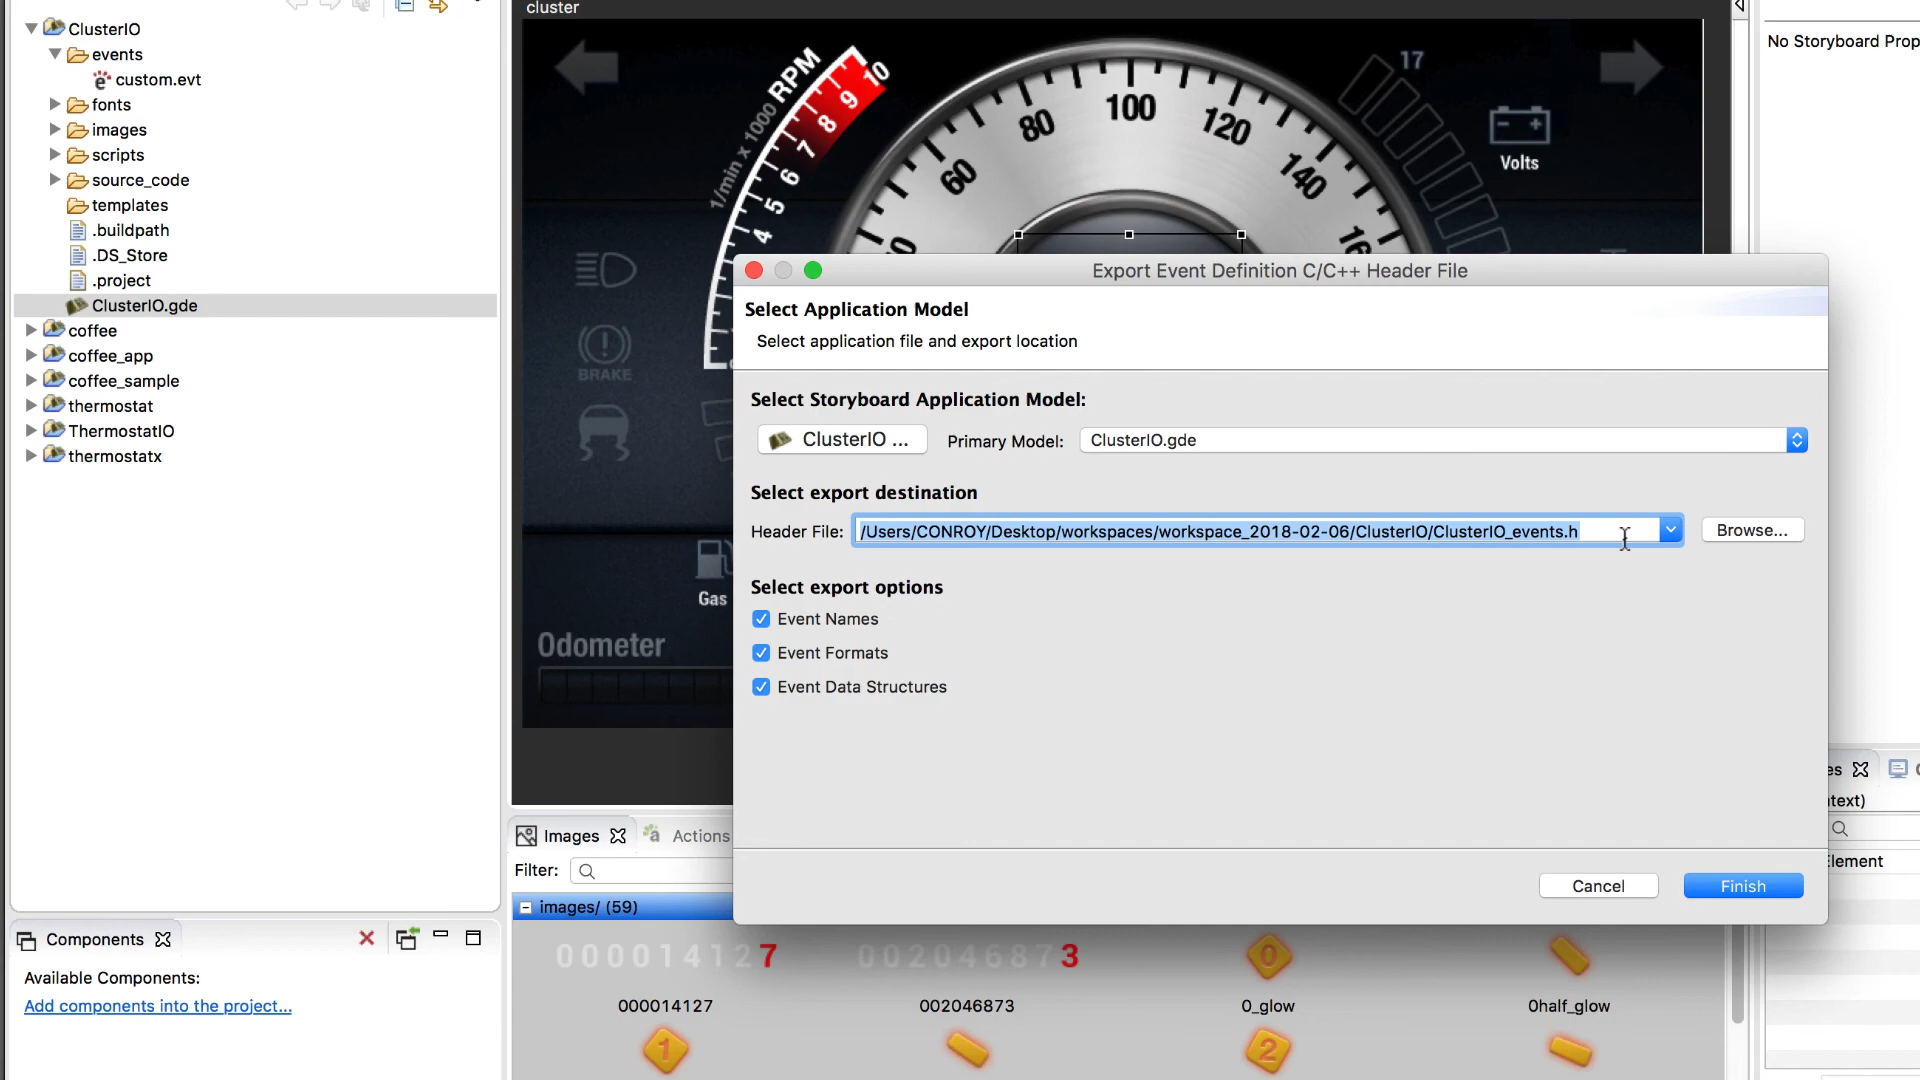 ClusterIO
events
custom.evt
fonts
images
scripts
source_code
templates
.buildpath
.DS_Store
.project
ClusterIO.gde
coffee
coffee_app
coffee_sample
thermostat
ThermostatIO
thermostatx
Components
Available Components:
Add components into the project...
cluster
1/min x 1000 RPM
4
5
6
7
8
9
10
60
80
100
120
140
17
Volts
BRAKE
Gas
Odometer
Export Event Definition C/C++ Header File
Select Application Model
Select application file and export location
Select Storyboard Application Model:
ClusterIO ...
Primary Model:
ClusterIO.gde
Select export destination
Header File:
/Users/CONROY/Desktop/workspaces/workspace_2018-02-06/ClusterIO/ClusterIO_events.h
Browse...
Select export options
Event Names
Event Formats
Event Data Structures
Cancel
Finish
Images
Actions
Filter:
images/ (59)
000014127
002046873
0
000014127
002046873
0_glow
0half_glow
1
2
No Storyboard Prop